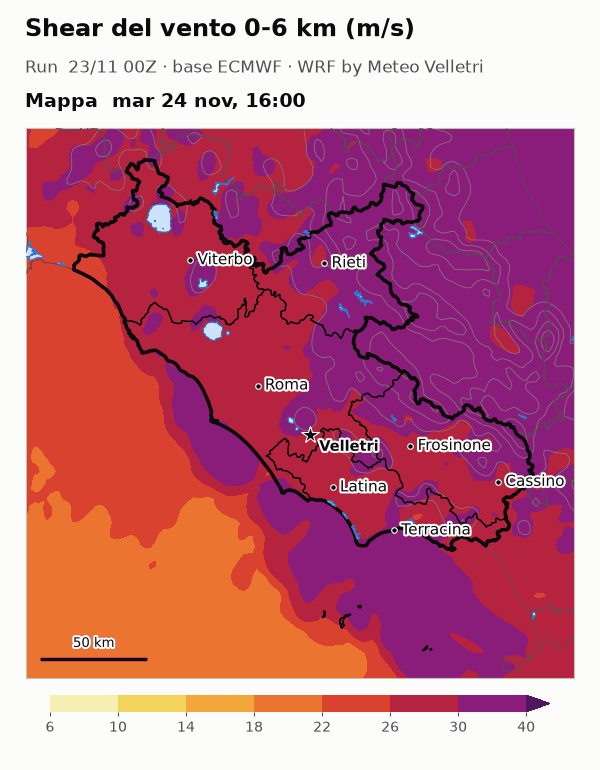 Shear del vento 0-6 km (m/s)
Run  23/11 00Z · base ECMWF · WRF by Meteo Velletri
Mappa  mar 24 nov, 16:00
Viterbo
Rieti
Roma
Velletri
Frosinone
Latina
Cassino
Terracina
50 km
6 10 14 18 22 26 30 40